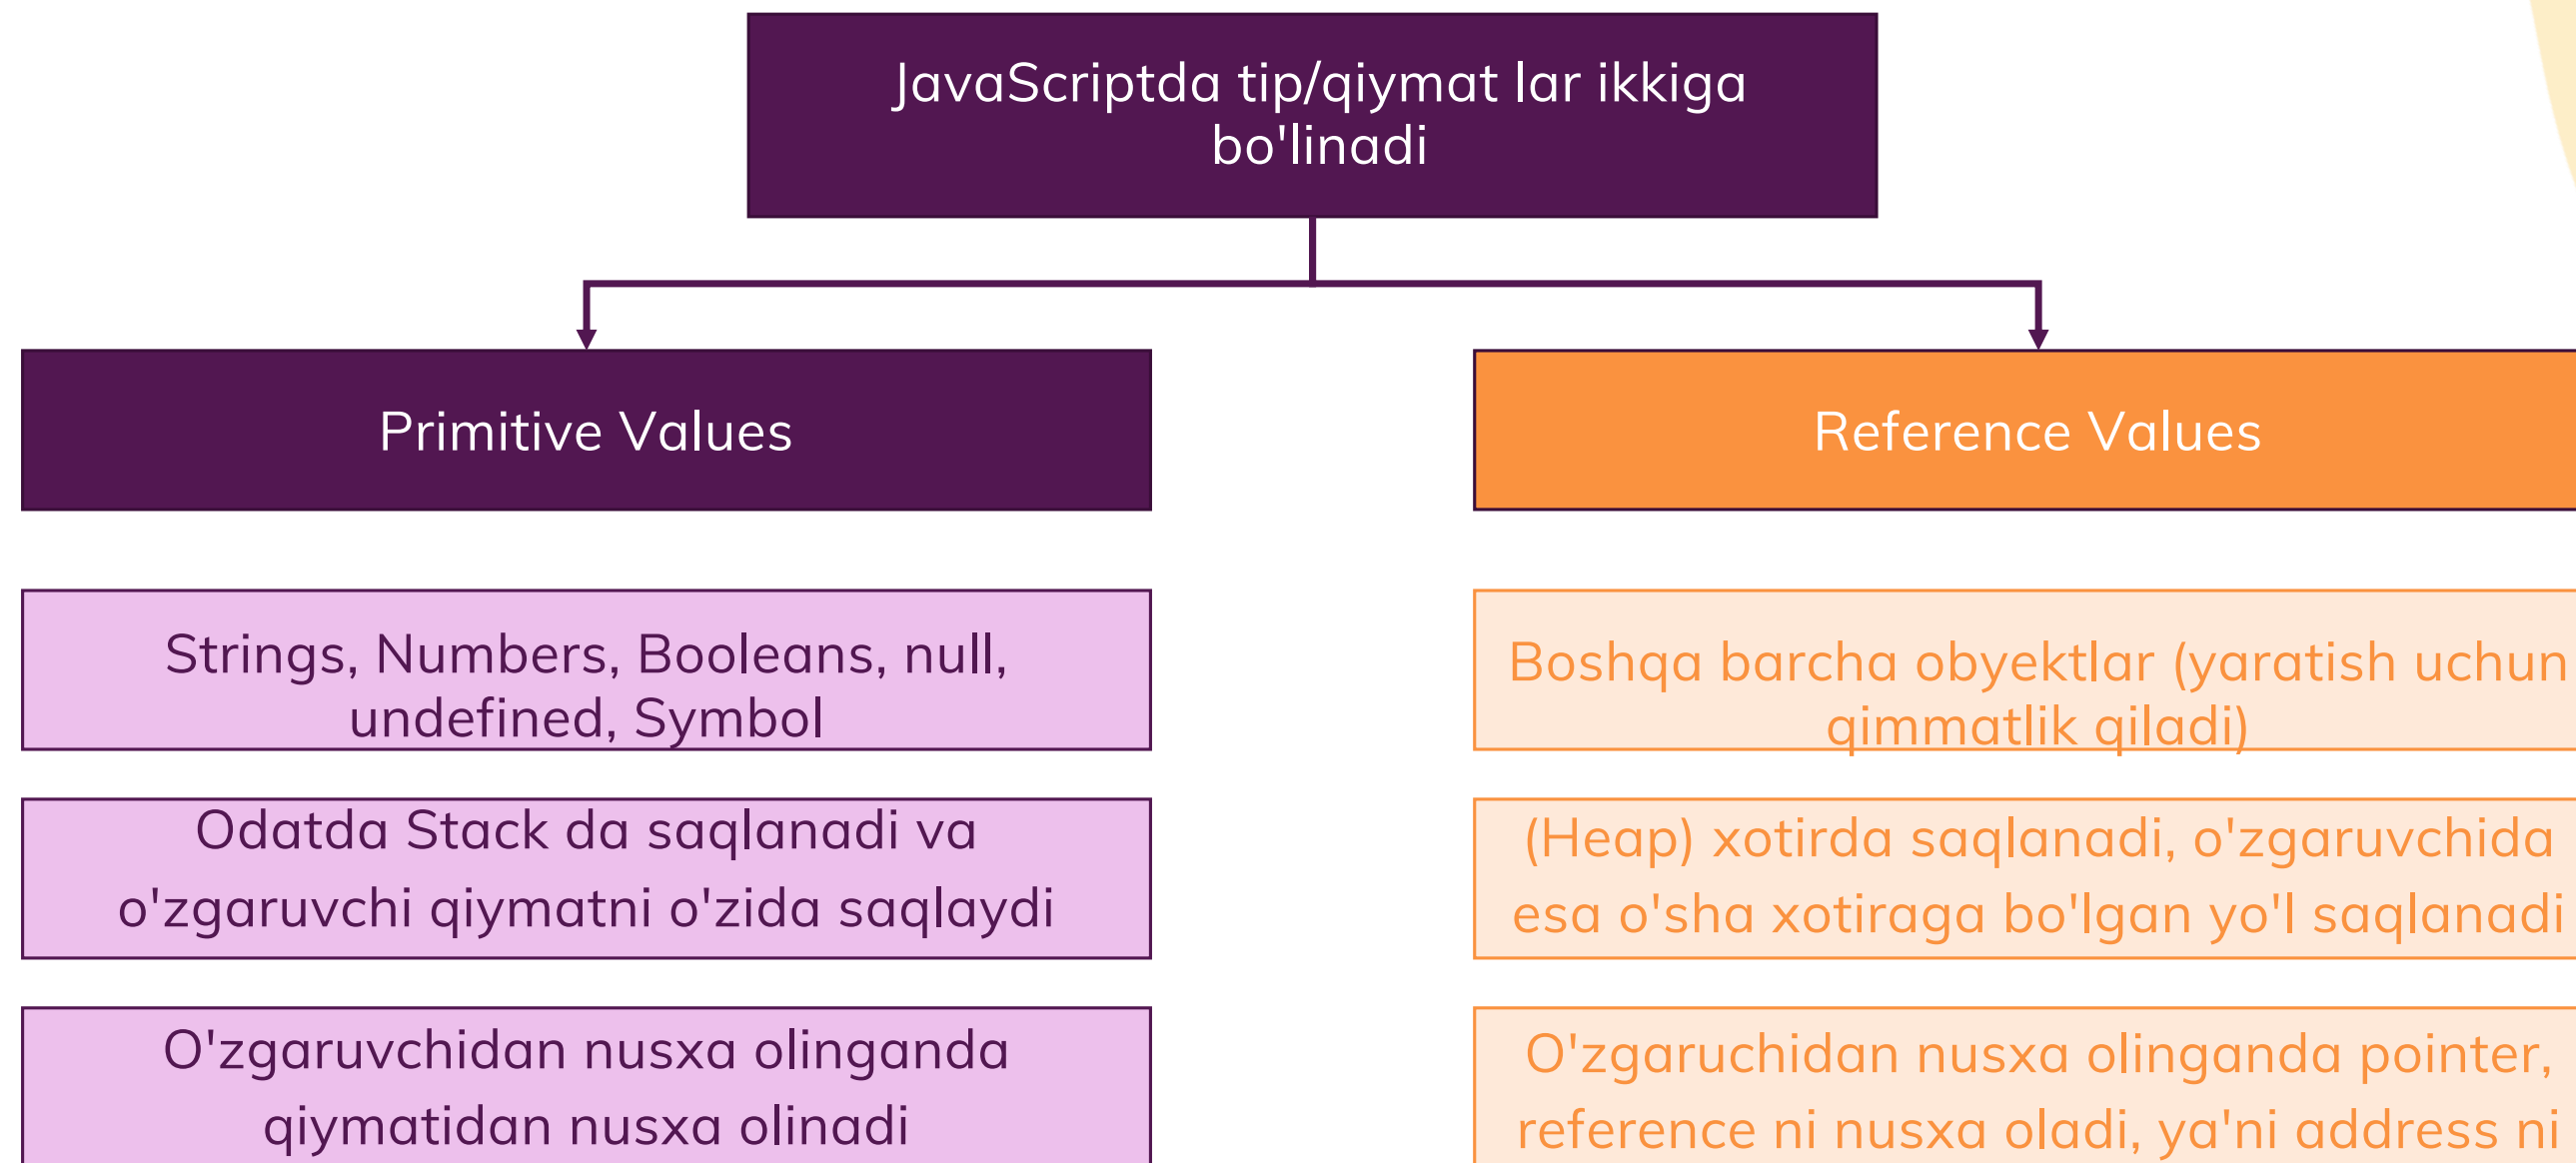 JavaScriptda tip/qiymat lar ikkiga
bo'linadi
Primitive Values
Reference Values
Strings, Numbers, Booleans, null,
undefined, Symbol
Boshqa barcha obyektlar (yaratish uchun
qimmatlik qiladi)
Odatda Stack da saqlanadi va
o'zgaruvchi qiymatni o'zida saqlaydi
(Heap) xotirda saqlanadi, o'zgaruvchida
esa o'sha xotiraga bo'lgan yo'l saqlanadi
O'zgaruvchidan nusxa olinganda
qiymatidan nusxa olinadi
O'zgaruchidan nusxa olinganda pointer,
reference ni nusxa oladi, ya'ni address ni